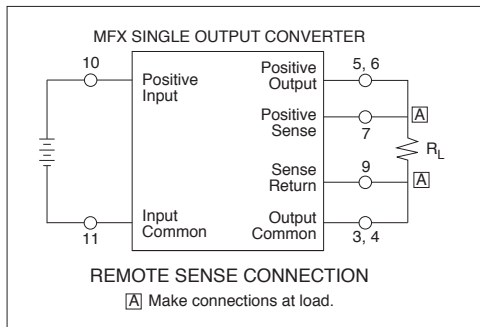 MFX SINGLE OUTPUT CONVERTER
10
Positive
Input
Positive
Output
5, 6
Positive
Sense
7
A
R_L
Sense
Return
9
A
Input
Common
11
Output
Common
3, 4
REMOTE SENSE CONNECTION
A Make connections at load.